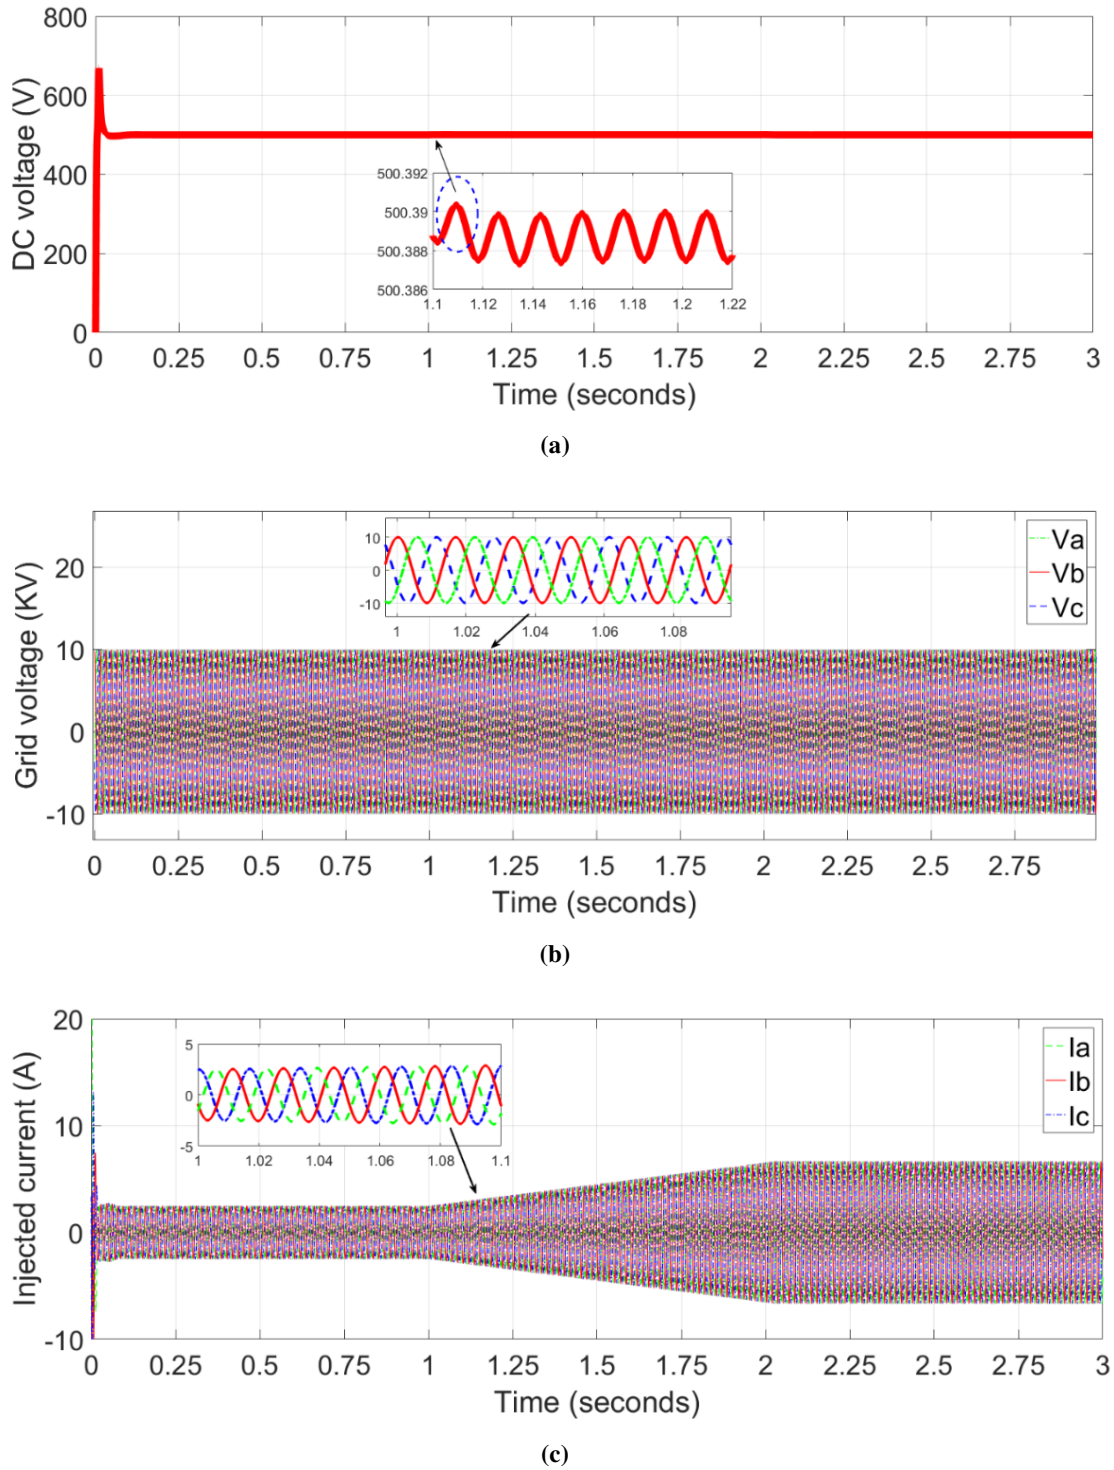 800
600
400
200
0
DC voltage (V)
500.392
500.39
500.388
500.386
1.1 1.12 1.14 1.16 1.18 1.2 1.22
0 0.25 0.5 0.75 1 1.25 1.5 1.75 2 2.25 2.5 2.75 3
Time (seconds)
(a)
20
10
0
-10
Grid voltage (KV)
10
0
-10
1 1.02 1.04 1.06 1.08
Va
Vb
Vc
0 0.25 0.5 0.75 1 1.25 1.5 1.75 2 2.25 2.5 2.75
Time (seconds)
(b)
20
10
0
-10
Injected current (A)
5
0
-5
1 1.02 1.04 1.06 1.08 1.1
Ia
Ib
Ic
0 0.25 0.5 0.75 1 1.25 1.5 1.75 2 2.25 2.5 2.75 3
Time (seconds)
(c)